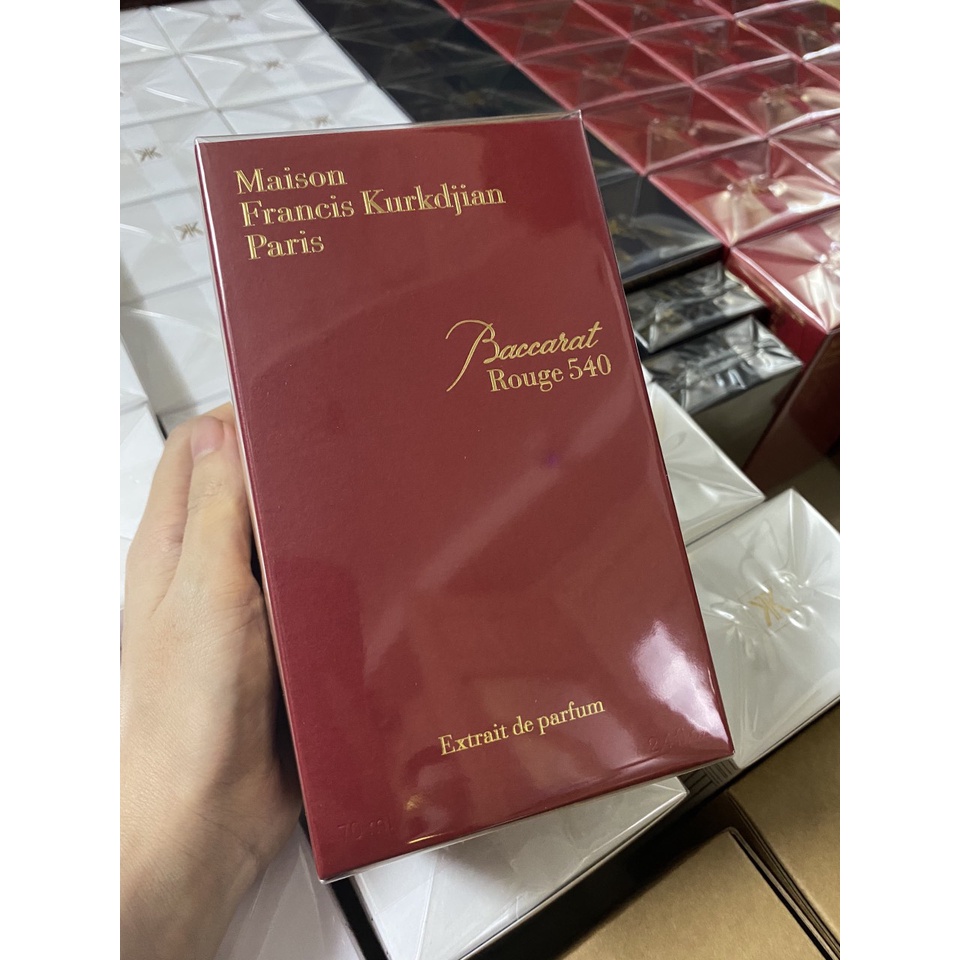 Maison
Francis Kurkdjian
Paris
Baccarat
Rouge 540
Extrait de parfum